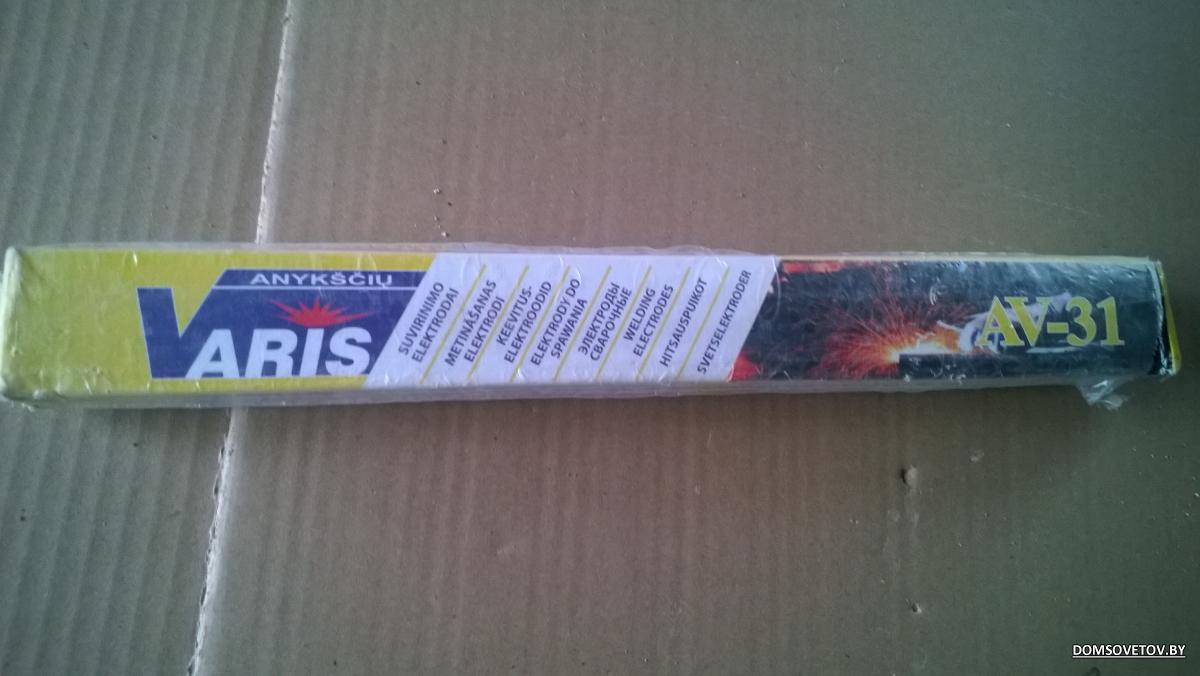 ANYKŠČIŲ
VARIS
SUVIRINIMO
ELEKTRODAI
METINĀŠANAS
ELEKTRODI
KEEVITUS-
ELEKTROODID
ELEKTRODY DO
SPAWANIA
ЭЛЕКТРОДЫ
СВАРОЧНЫЕ
WELDING
ELECTRODES
HITSAUSPUIKOT
SVETSELEKTRODER
AV-31
DOMSOVETOV.BY